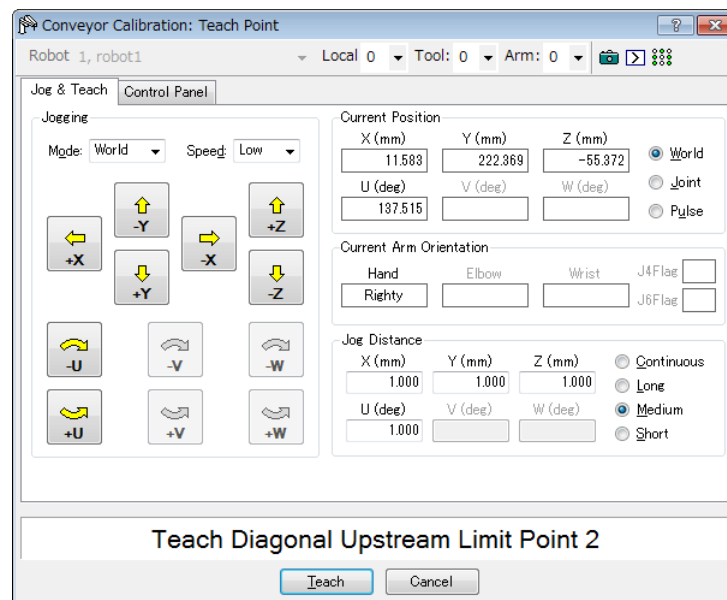 Conveyor Calibration: Teach Point
Robot 1, robot1 Local 0 Tool: 0 Arm: 0
Jog & Teach Control Panel
Jogging
Mode: World Speed: Low
+X -Y -X +Z
+Y -Z
-U -V -W
+U +V +W
Current Position
X (mm) Y (mm) Z (mm)
11.583 222.369 -55.372
U (deg) V (deg) W (deg)
137.515
World
Joint
Pulse
Current Arm Orientation
Hand Elbow Wrist
Righty
J4Flag
J6Flag
Jog Distance
X (mm) Y (mm) Z (mm)
1.000 1.000 1.000
U (deg) V (deg) W (deg)
1.000
Continuous
Long
Medium
Short
Teach Diagonal Upstream Limit Point 2
Teach Cancel